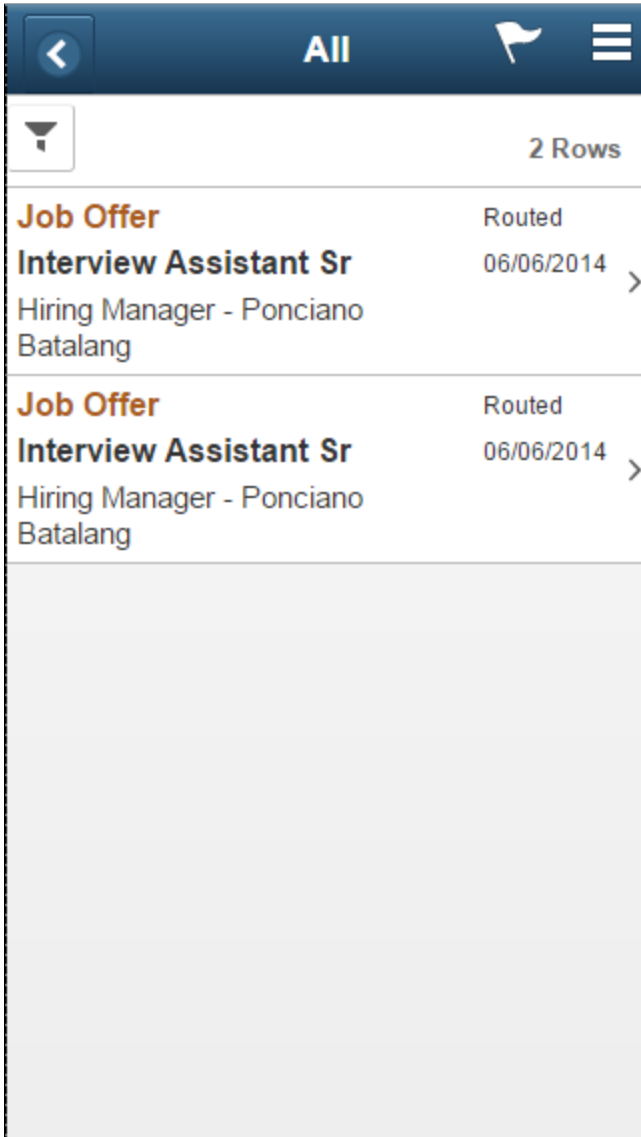 All
2 Rows
Job Offer
Routed
Interview Assistant Sr
06/06/2014
Hiring Manager - Ponciano
Batalang
Job Offer
Routed
Interview Assistant Sr
06/06/2014
Hiring Manager - Ponciano
Batalang